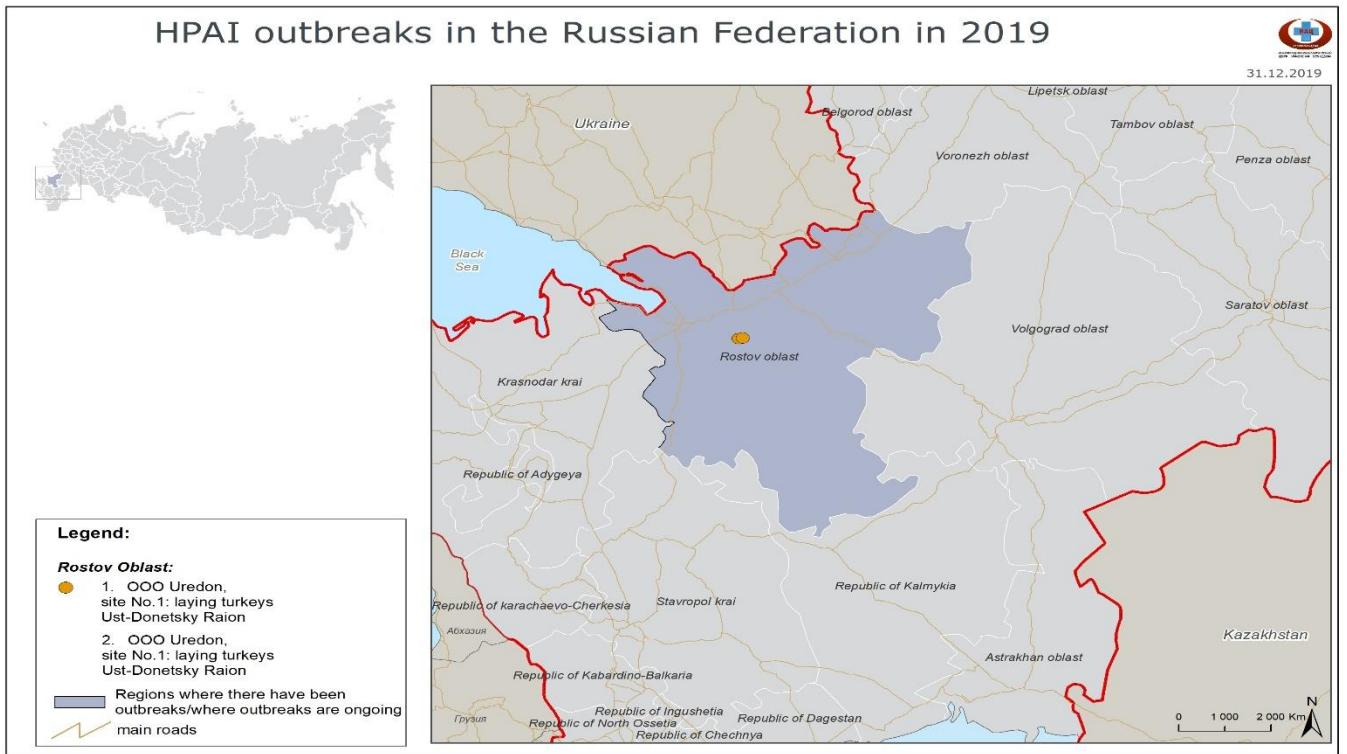 HPAI outbreaks in the Russian Federation in 2019
31.12.2019
Lipetsk oblast
Belgorod oblast
Ukraine
Tambov oblast
Voronezh oblast
Penza oblast
Black
Sea
Saratov oblast
Volgograd oblast
Rostov oblast
Krasnodar krai
Republic of Adygeya
Republic of Kalmykia
Republic of karachaevo-Cherkesia
Stavropol krai
Абхазия
Kazakhstan
Astrakhan oblast
Republic of Kabardino-Balkaria
Republic of Ingushetia
Republic of Dagestan
Грузия
Republic of North Ossetia
Republic of Chechnya
0 1 000 2 000 Km
N
Legend:
Rostov Oblast:
1. OOO Uredon,
site No.1: laying turkeys
Ust-Donetsky Raion
2. OOO Uredon,
site No.1: laying turkeys
Ust-Donetsky Raion
Regions where there have been
outbreaks/where outbreaks are ongoing
main roads